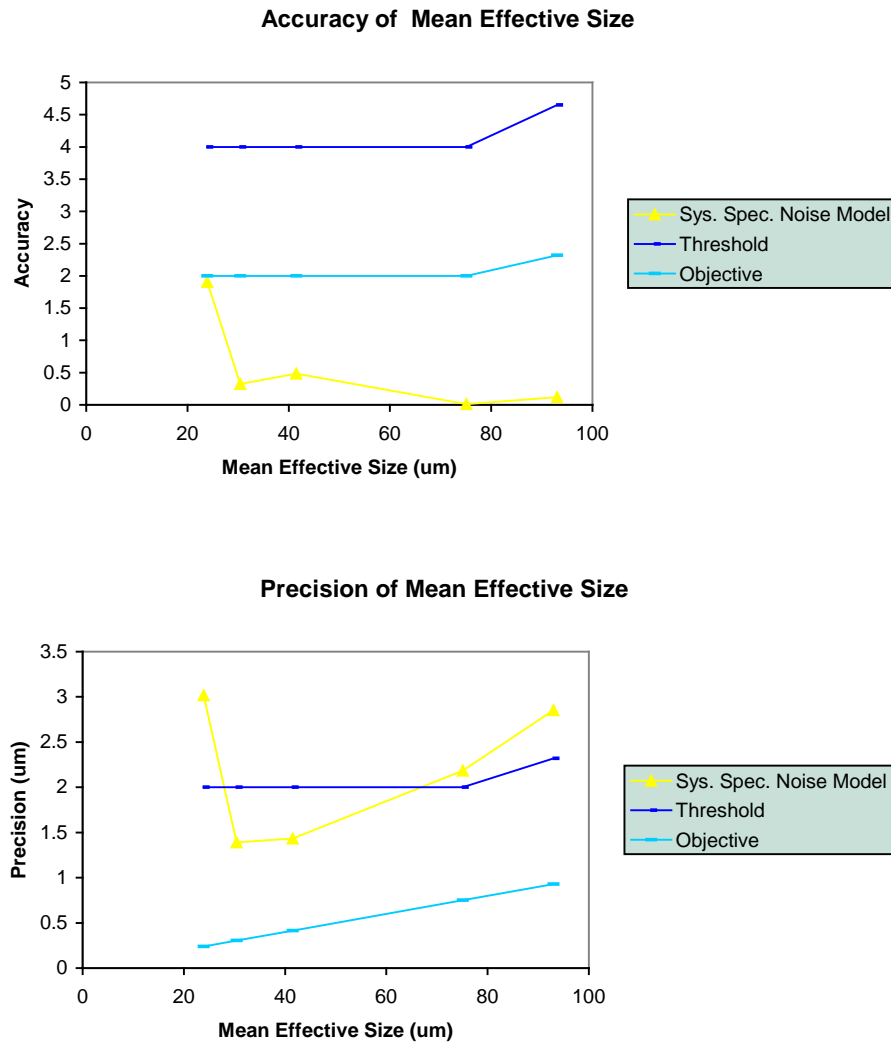 Accuracy of Mean Effective Size
5
4.5
4
3.5
3
2.5
2
1.5
1
0.5
0
Accuracy
0 20 40 60 80 100
Mean Effective Size (um)
Sys. Spec. Noise Model
Threshold
Objective
Precision of Mean Effective Size
3.5
3
2.5
2
1.5
1
0.5
0
Precision (um)
0 20 40 60 80 100
Mean Effective Size (um)
Sys. Spec. Noise Model
Threshold
Objective